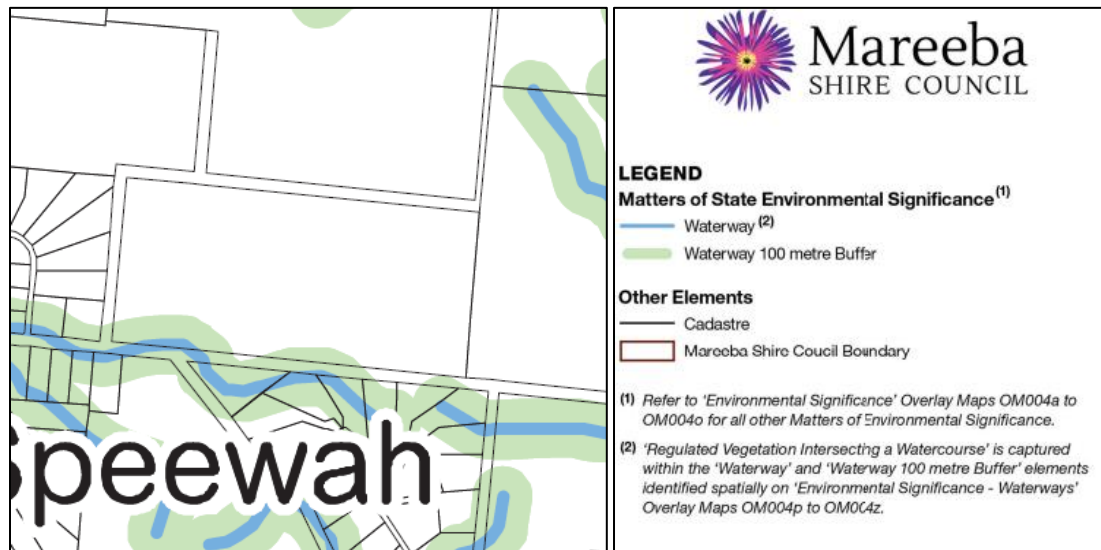 Speewah
Mareeba
SHIRE COUNCIL
LEGEND
Matters of State Environmental Significance(1)
Waterway (2)
Waterway 100 metre Buffer
Other Elements
Cadastre
Mareeba Shire Coucil Boundary
(1) Refer to 'Environmental Significance' Overlay Maps OM004a to
OM004o for all other Matters of Environmental Significance.
(2) 'Regulated Vegetation Intersecting a Watercourse' is captured
within the 'Waterway' and 'Waterway 100 metre Buffer' elements
identified spatially on 'Environmental Significance - Waterways'
Overlay Maps OM004p to OM004z.